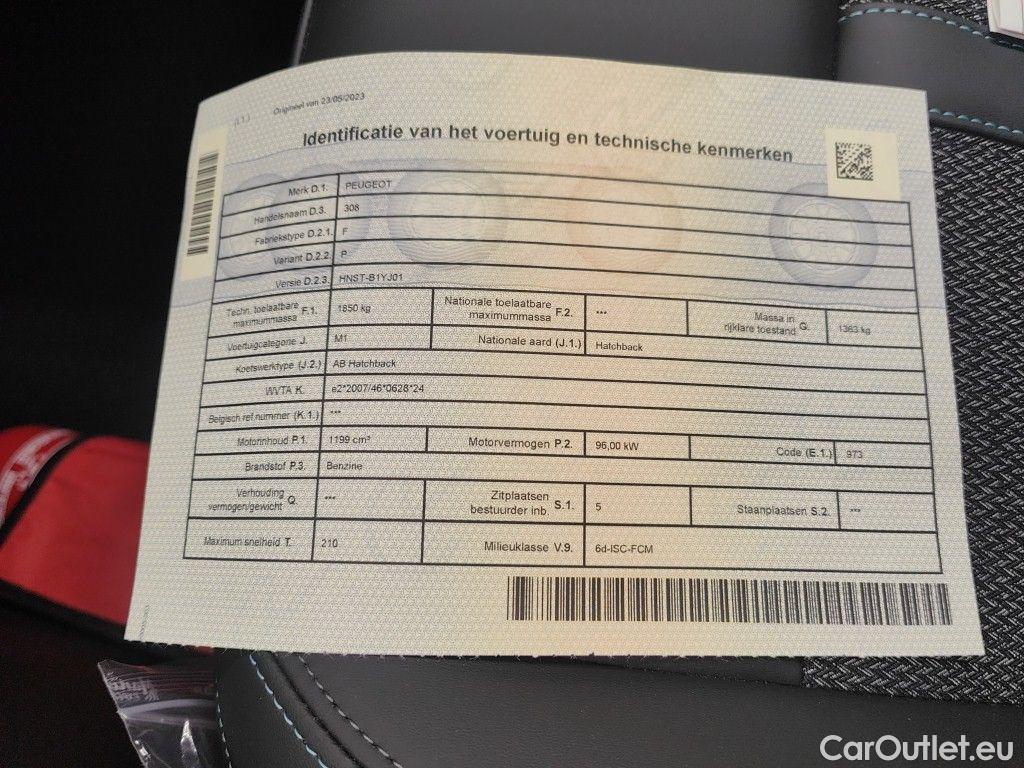 (I.1.) Origineel van 23/05/2023
Identificatie van het voertuig en technische kenmerken
Merk D.1. PEUGEOT
Handelsnaam D.3. 308
Fabriekstype D.2.1. F
Variant D.2.2. P
Versie D.2.3. HNST-B1YJ01
Techn. toelaatbare maximummassa F.1. 1850 kg Nationale toelaatbare maximummassa F.2. *** Massa in rijklare toestand G. 1363 kg
Voertuigcategorie J. M1 Nationale aard (J.1.) Hatchback
Koetswerktype (J.2.) AB Hatchback
WVTA K. e2*2007/46*0628*24
Belgisch ref.nummer (K.1.) ***
Motorinhoud P.1. 1199 cm³ Motorvermogen P.2. 96,00 kW Code (E.1.) 973
Brandstof P.3. Benzine
Verhouding vermogen/gewicht Q. *** Zitplaatsen bestuurder inb. S.1. 5 Staanplaatsen S.2. ***
Maximum snelheid T. 210 Milieuklasse V.9. 6d-ISC-FCM
CarOutlet.eu